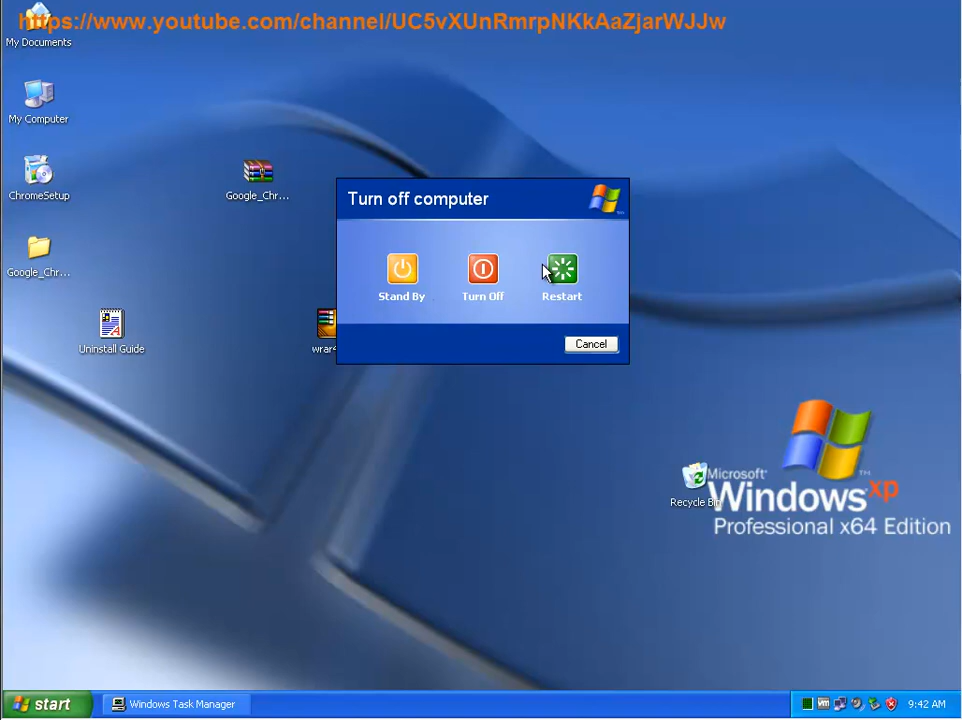 https://www.youtube.com/channel/UC5vXUnRmrpNKkAaZjarWJJw
My Documents
My Computer
ChromeSetup
Google_Chr...
Google_Chr...
Uninstall Guide
wrar4
Turn off computer
Stand By
Turn Off
Restart
Cancel
Recycle Bin
Microsoft
Windows xp
Professional x64 Edition
start
Windows Task Manager
9:42 AM